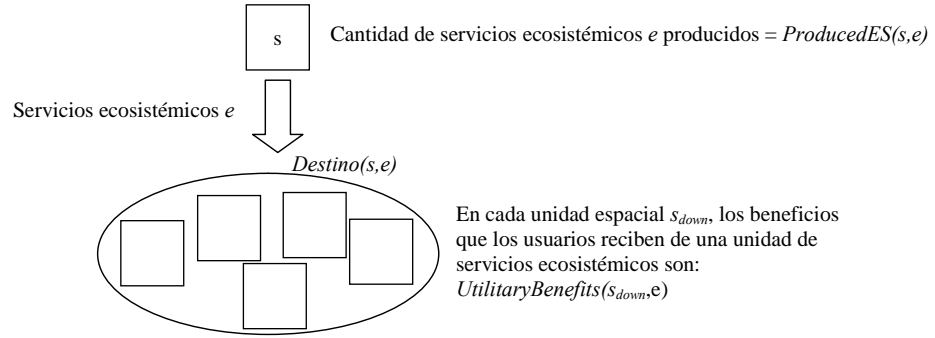 s
Cantidad de servicios ecosistémicos e producidos = ProducedES(s,e)
Servicios ecosistémicos e
Destino(s,e)
En cada unidad espacial sdown, los beneficios
que los usuarios reciben de una unidad de
servicios ecosistémicos son:
UtilitaryBenefits(sdown,e)